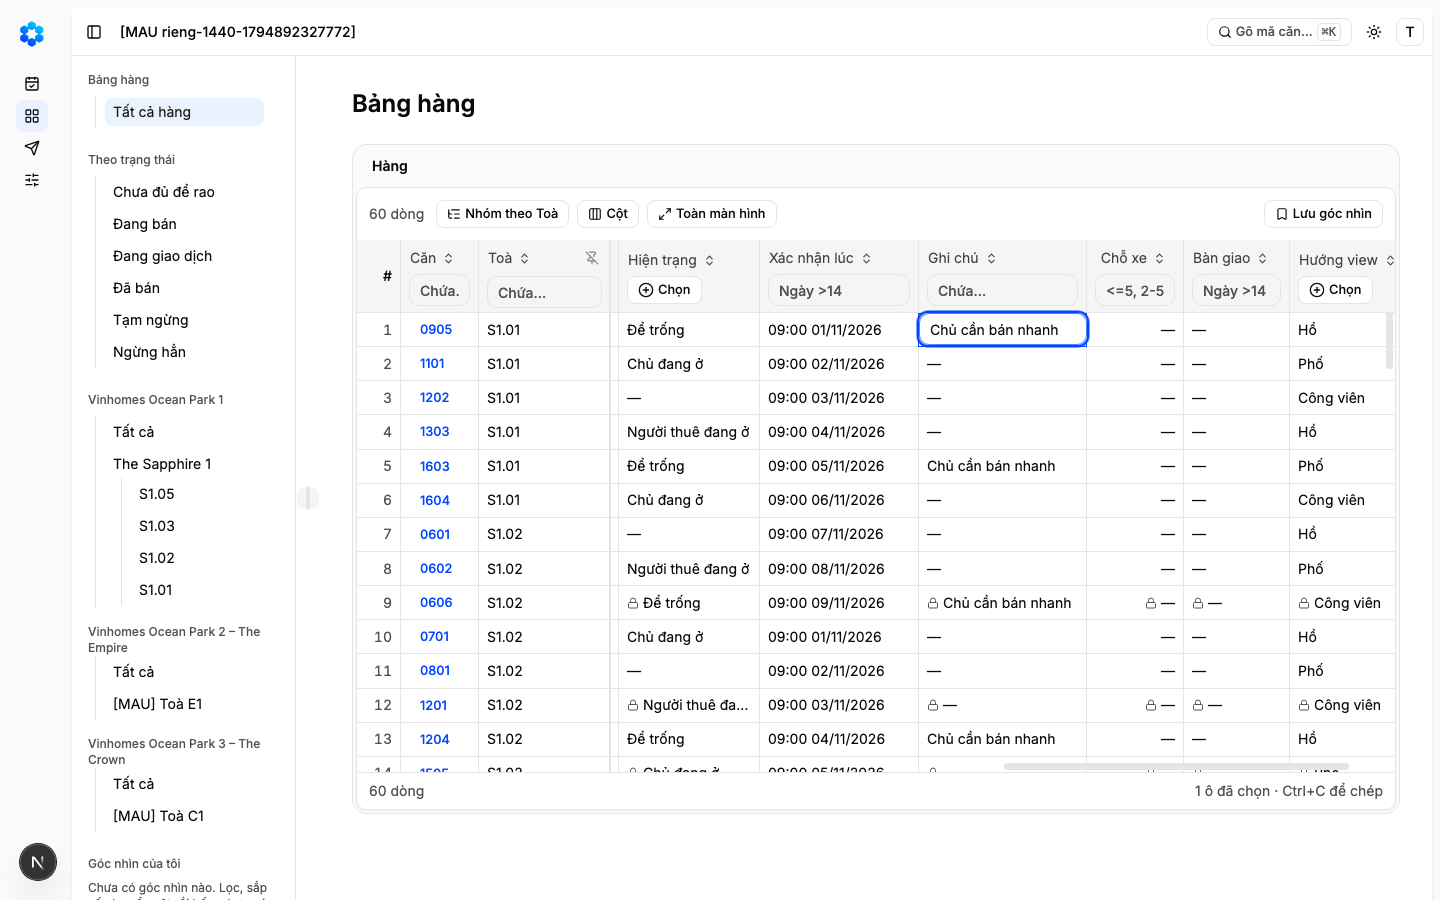 [MAU rieng-1440-1794892327772]
Gõ mã căn... ⌘K
T
Bảng hàng
Tất cả hàng
Theo trạng thái
Chưa đủ để rao
Đang bán
Đang giao dịch
Đã bán
Tạm ngừng
Ngừng hẳn
Vinhomes Ocean Park 1
Tất cả
The Sapphire 1
S1.05
S1.03
S1.02
S1.01
Vinhomes Ocean Park 2 – The
Empire
Tất cả
[MAU] Toà E1
Vinhomes Ocean Park 3 – The
Crown
Tất cả
[MAU] Toà C1
Góc nhìn của tôi
Chưa có góc nhìn nào. Lọc, sắp
N
Bảng hàng
Hàng
60 dòng Nhóm theo Toà Cột Toàn màn hình Lưu góc nhìn
# Căn Toà Hiện trạng Xác nhận lúc Ghi chú Chỗ xe Bàn giao Hướng view
Chứa. Chứa... Chọn Ngày >14 Chứa... <=5, 2-5 Ngày >14 Chọn
1 0905 S1.01 Để trống 09:00 01/11/2026 Chủ cần bán nhanh — — Hồ
2 1101 S1.01 Chủ đang ở 09:00 02/11/2026 — — — Phố
3 1202 S1.01 — 09:00 03/11/2026 — — — Công viên
4 1303 S1.01 Người thuê đang ở 09:00 04/11/2026 — — — Hồ
5 1603 S1.01 Để trống 09:00 05/11/2026 Chủ cần bán nhanh — — Phố
6 1604 S1.01 Chủ đang ở 09:00 06/11/2026 — — — Công viên
7 0601 S1.02 — 09:00 07/11/2026 — — — Hồ
8 0602 S1.02 Người thuê đang ở 09:00 08/11/2026 — — — Phố
9 0606 S1.02 Để trống 09:00 09/11/2026 Chủ cần bán nhanh — — Công viên
10 0701 S1.02 Chủ đang ở 09:00 01/11/2026 — — — Hồ
11 0801 S1.02 — 09:00 02/11/2026 — — — Phố
12 1201 S1.02 Người thuê đa... 09:00 03/11/2026 — — — Công viên
13 1204 S1.02 Để trống 09:00 04/11/2026 Chủ cần bán nhanh — — Hồ
14 1505 S1.02 Chủ đang ở 09:00 05/11/2026
60 dòng 1 ô đã chọn · Ctrl+C để chép